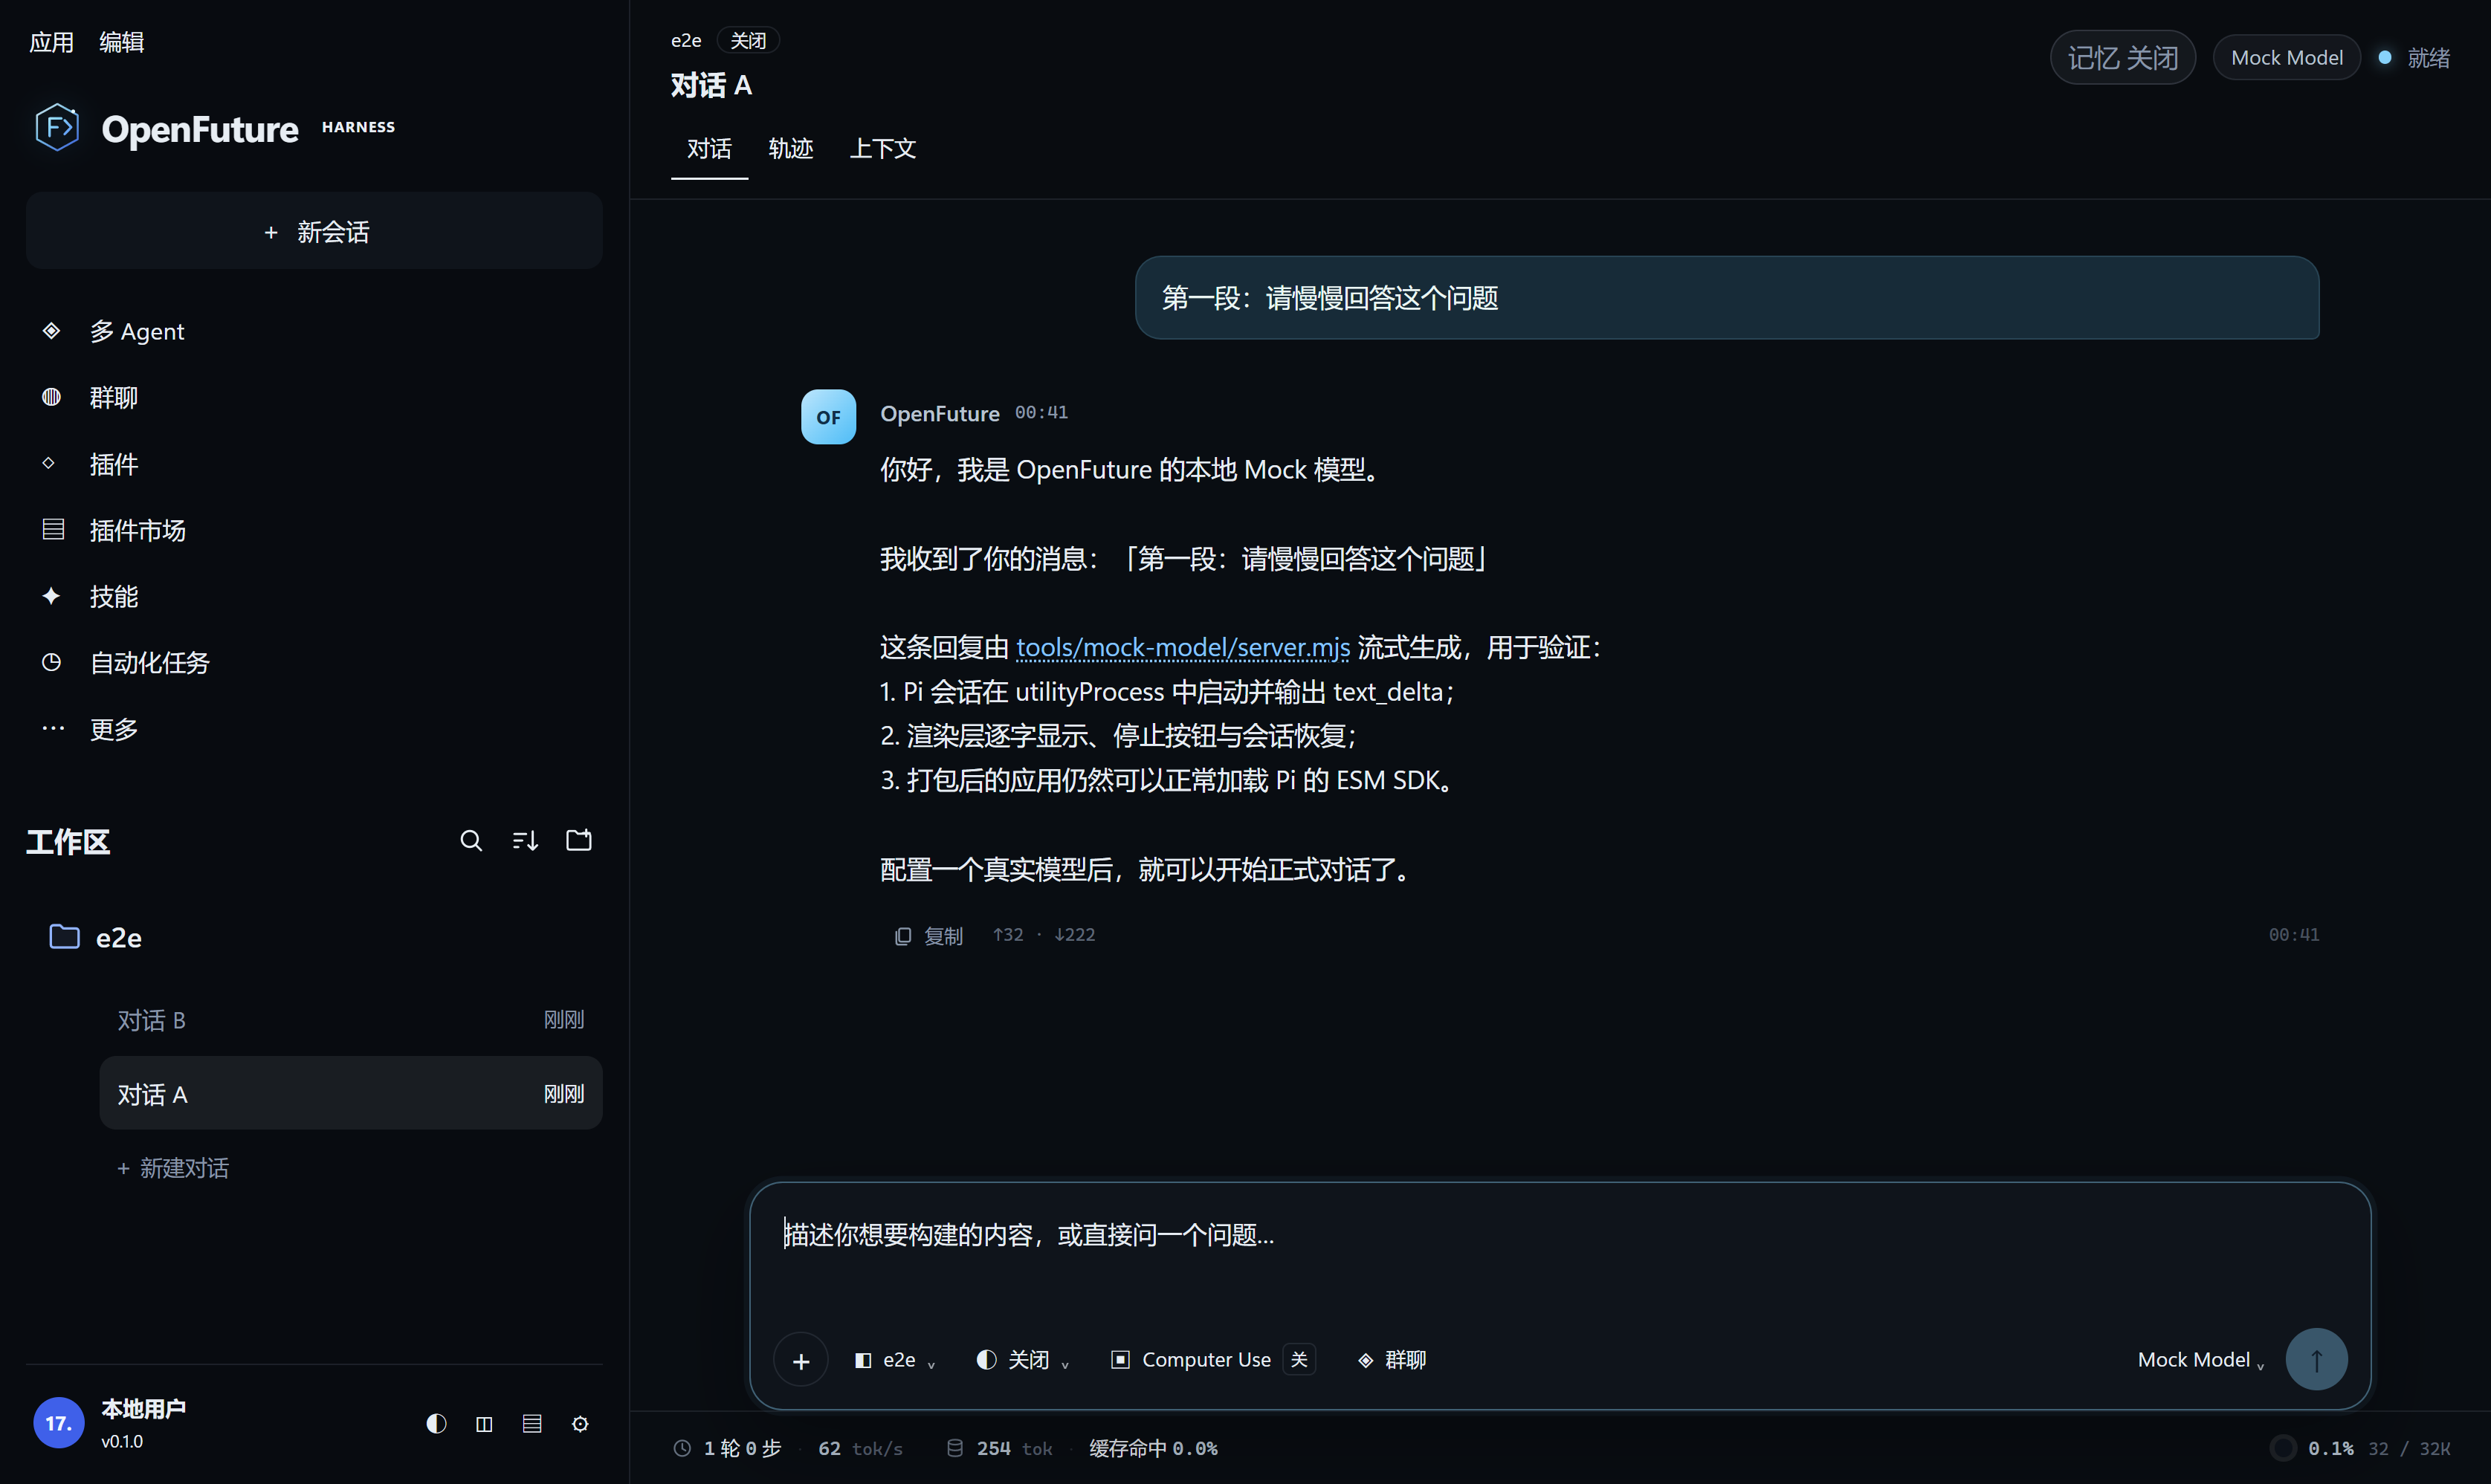 应用 编辑
OpenFuture HARNESS
+ 新会话
多 Agent
群聊
插件
插件市场
技能
自动化任务
更多
工作区
e2e
对话 B 刚刚
对话 A 刚刚
+ 新建对话
17. 本地用户
v0.1.0
e2e 关闭
对话 A
记忆 关闭 Mock Model 就绪
对话 轨迹 上下文
第一段：请慢慢回答这个问题
OF OpenFuture 00:41
你好，我是 OpenFuture 的本地 Mock 模型。
我收到了你的消息：「第一段：请慢慢回答这个问题」
这条回复由 tools/mock-model/server.mjs 流式生成，用于验证：
1. Pi 会话在 utilityProcess 中启动并输出 text_delta；
2. 渲染层逐字显示、停止按钮与会话恢复；
3. 打包后的应用仍然可以正常加载 Pi 的 ESM SDK。
配置一个真实模型后，就可以开始正式对话了。
复制 ↑32 · ↓222 00:41
描述你想要构建的内容，或直接问一个问题...
+ e2e 关闭 Computer Use 关 群聊 Mock Model ↑
1 轮 0 步 · 62 tok/s 254 tok · 缓存命中 0.0% 0.1% 32 / 32K